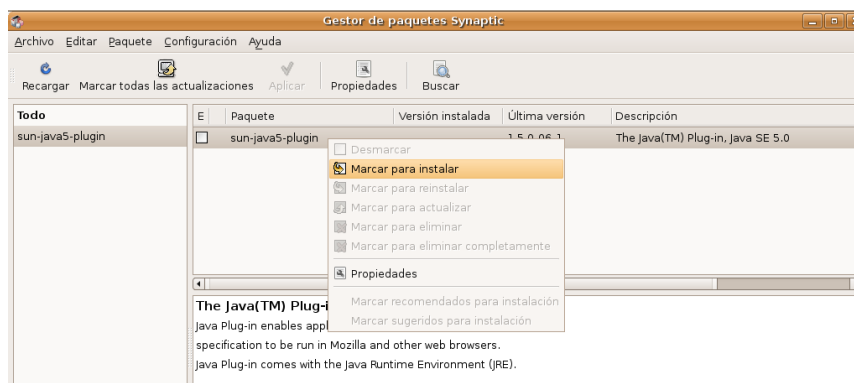 Gestor de paquetes Synaptic
Archivo Editar Paquete Configuración Ayuda
Recargar Marcar todas las actualizaciones Aplicar Propiedades Buscar
Todo
sun-java5-plugin
E Paquete Versión instalada Última versión Descripción
sun-java5-plugin 1.5.0-06-1 The Java(TM) Plug-in, Java SE 5.0
Desmarcar
Marcar para instalar
Marcar para reinstalar
Marcar para actualizar
Marcar para eliminar
Marcar para eliminar completamente
Propiedades
Marcar recomendados para instalación
Marcar sugeridos para instalación
The Java(TM) Plug-i
Java Plug-in enables appl
specification to be run in Mozilla and other web browsers.
Java Plug-in comes with the Java Runtime Environment (JRE).